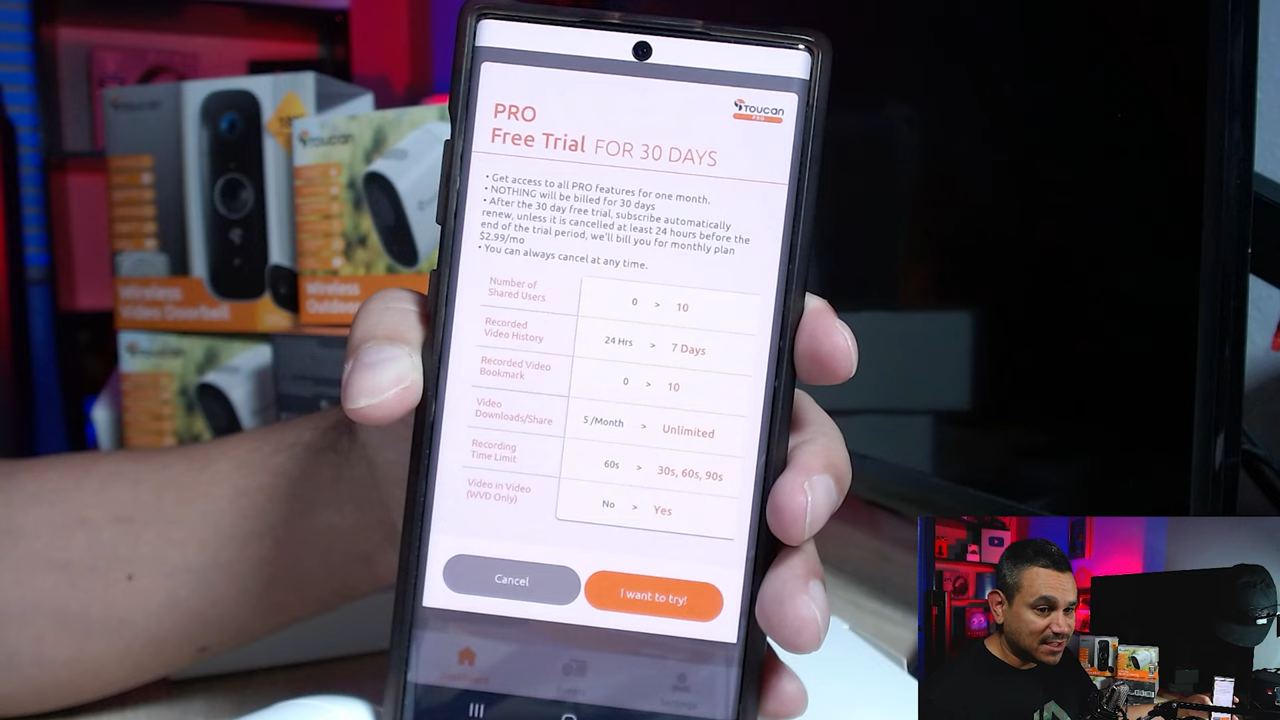 PRO
Free Trial FOR 30 DAYS
Toucan
PRO
• Get access to all PRO features for one month.
• NOTHING will be billed for 30 days
• After the 30 day free trial, subscribe automatically
renew, unless it is cancelled at least 24 hours before the
end of the trial period, we'll bill you for monthly plan
$2.99/mo
• You can always cancel at any time.
Number of
Shared Users
0 > 10
Recorded
Video History
24 Hrs > 7 Days
Recorded Video
Bookmark
0 > 10
Video
Downloads/Share
5 /Month > Unlimited
Recording
Time Limit
60s > 30s, 60s, 90s
Video in Video
(WVD Only)
No > Yes
Cancel
I want to try!
Settings
Toucan
Wireless
Video Doorbell
Toucan
Wireless
Toucan